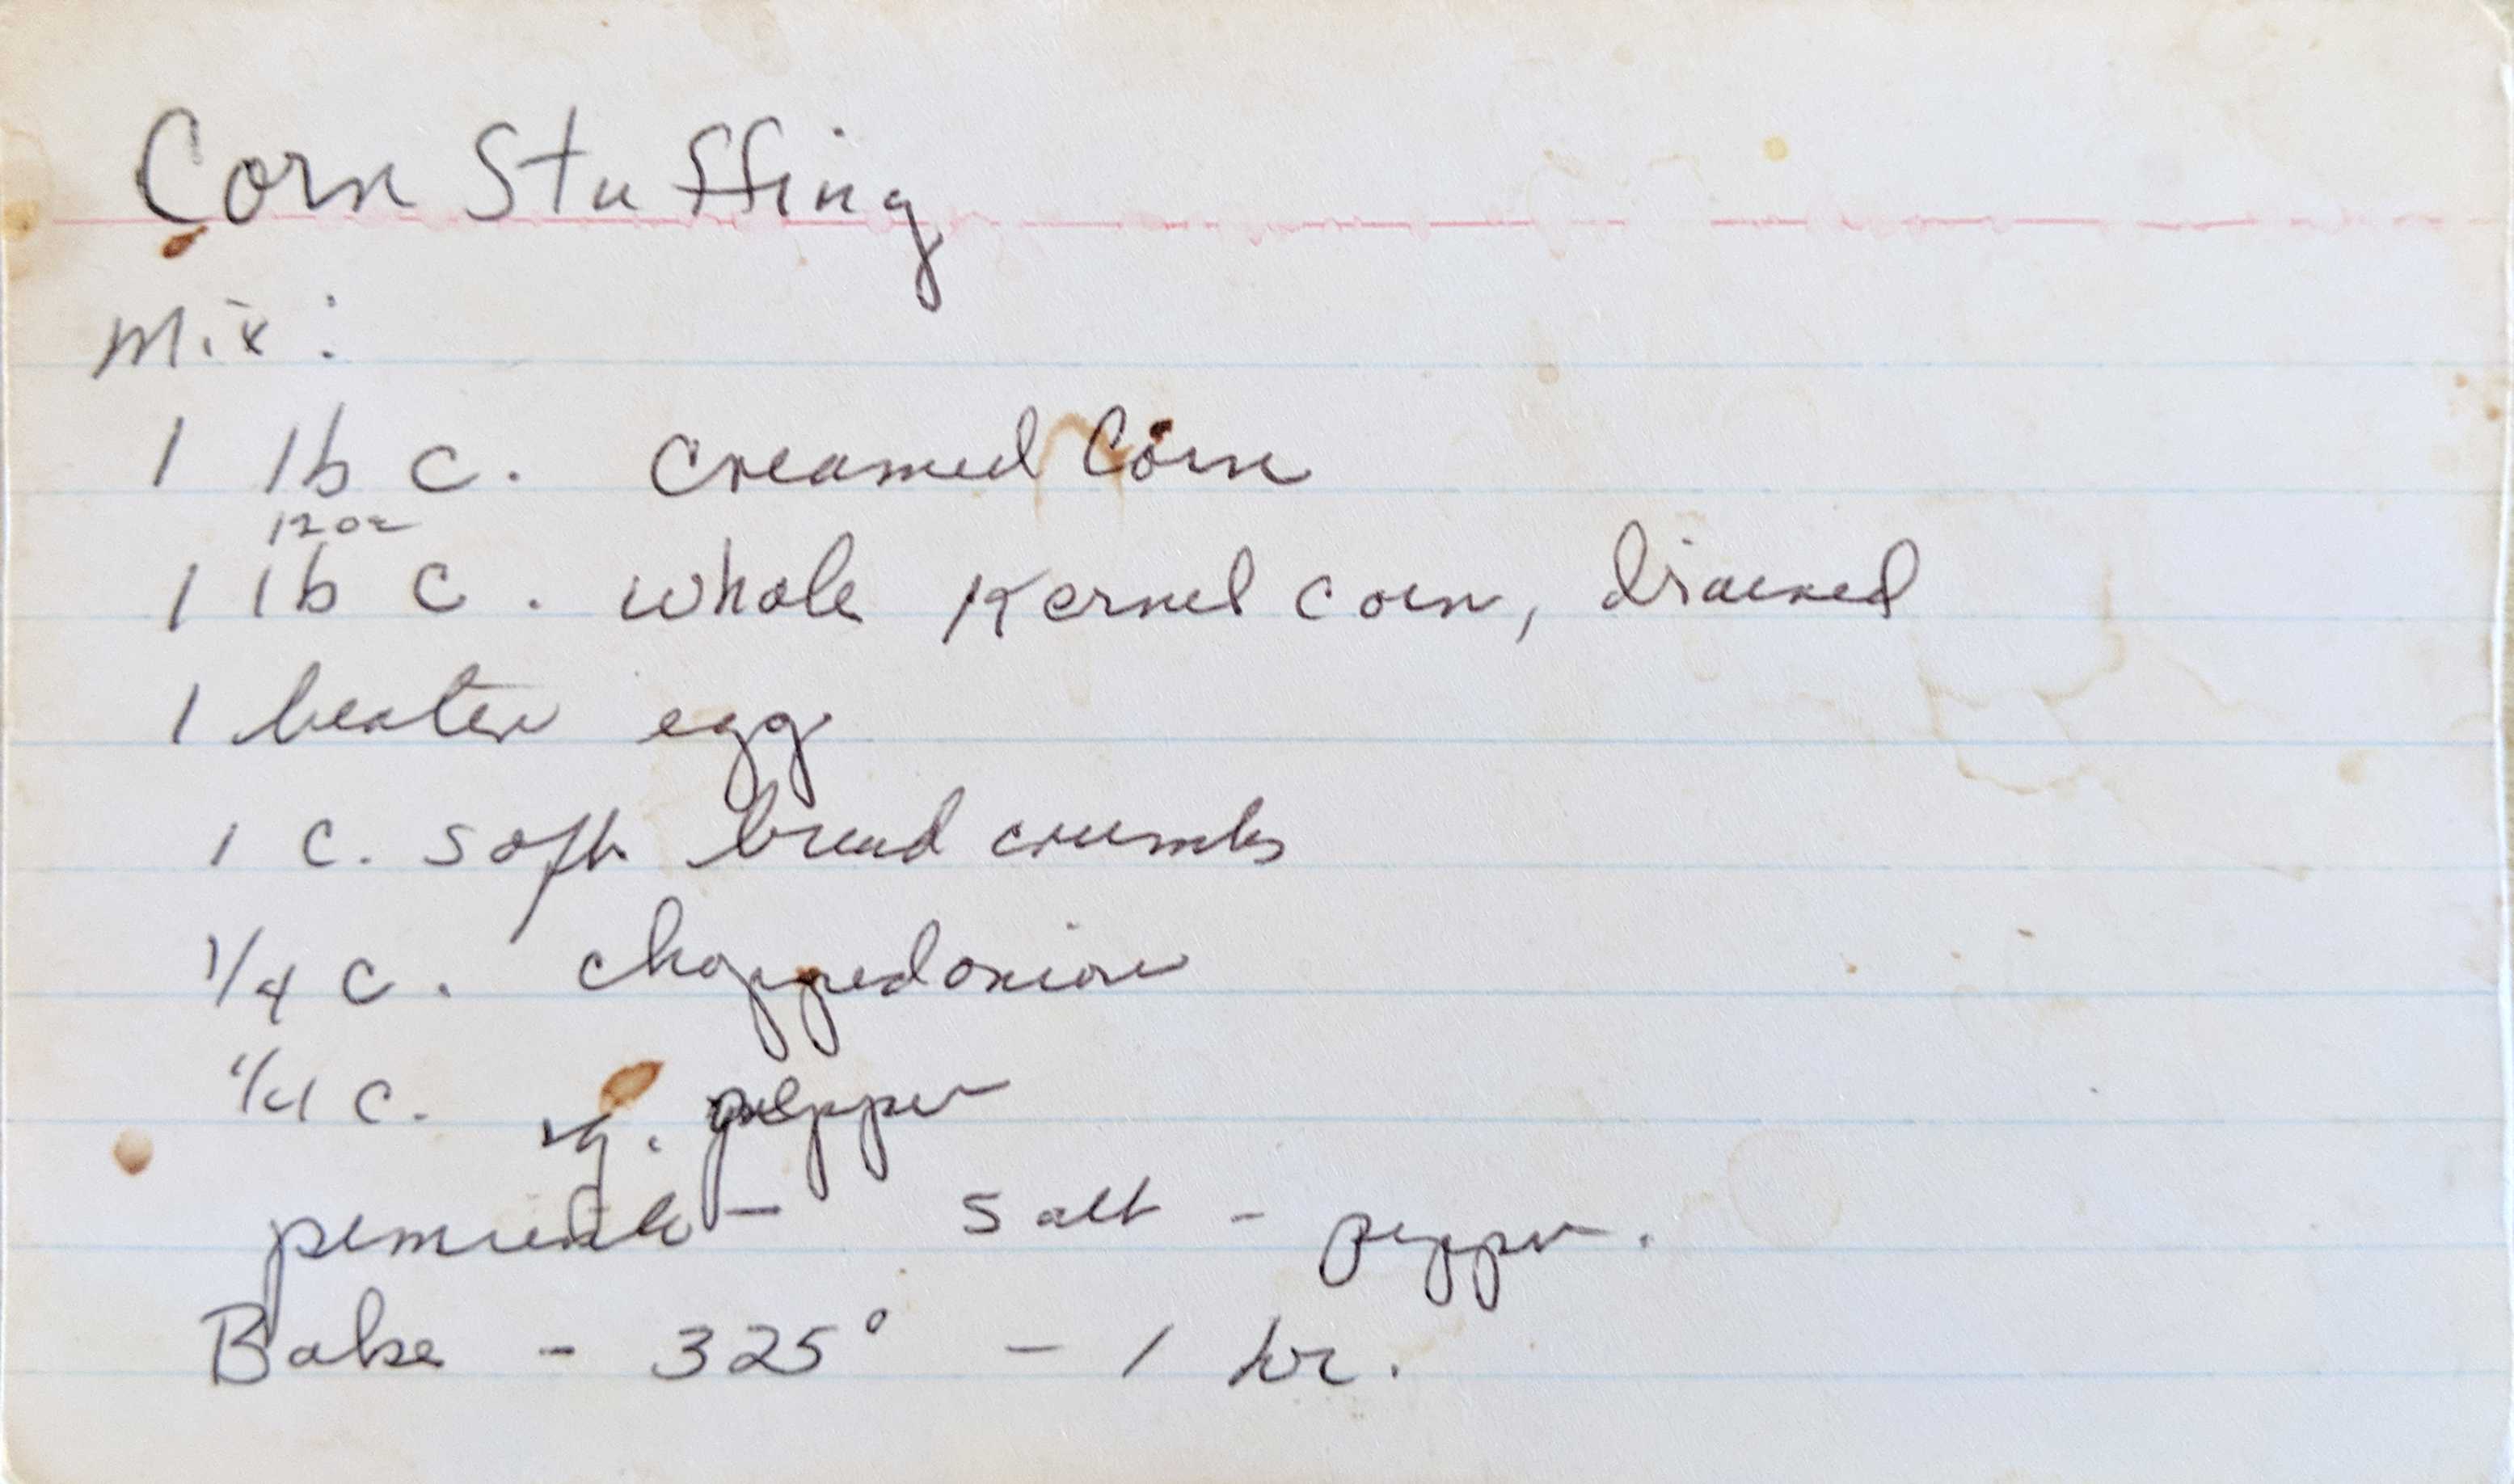 Corn Stuffing
Mix:
1 lb c. Creamed Corn
12 oz
1 lb c. whole Kernel corn, drained
1 beaten egg
1 c. soft bread crumbs
1/4 c. chopped onion
1/4 c. pepper
pimiento - salt - pepper.
Bake - 325° - 1 hr.